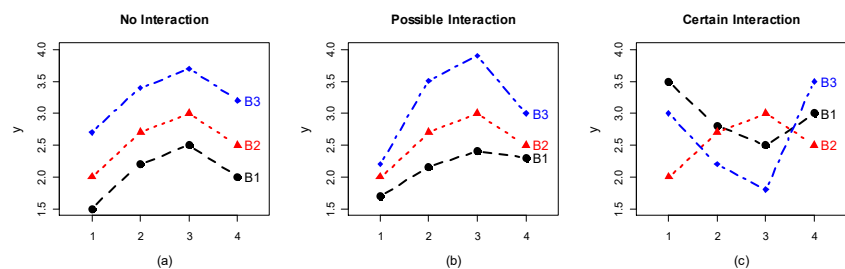 No Interaction
4.0
3.5
3.0
2.5
2.0
1.5
y
B3
B2
B1
1 2 3 4
(a)
Possible Interaction
4.0
3.5
3.0
2.5
2.0
1.5
y
B3
B2
B1
1 2 3 4
(b)
Certain Interaction
4.0
3.5
3.0
2.5
2.0
1.5
y
B3
B1
B2
1 2 3 4
(c)